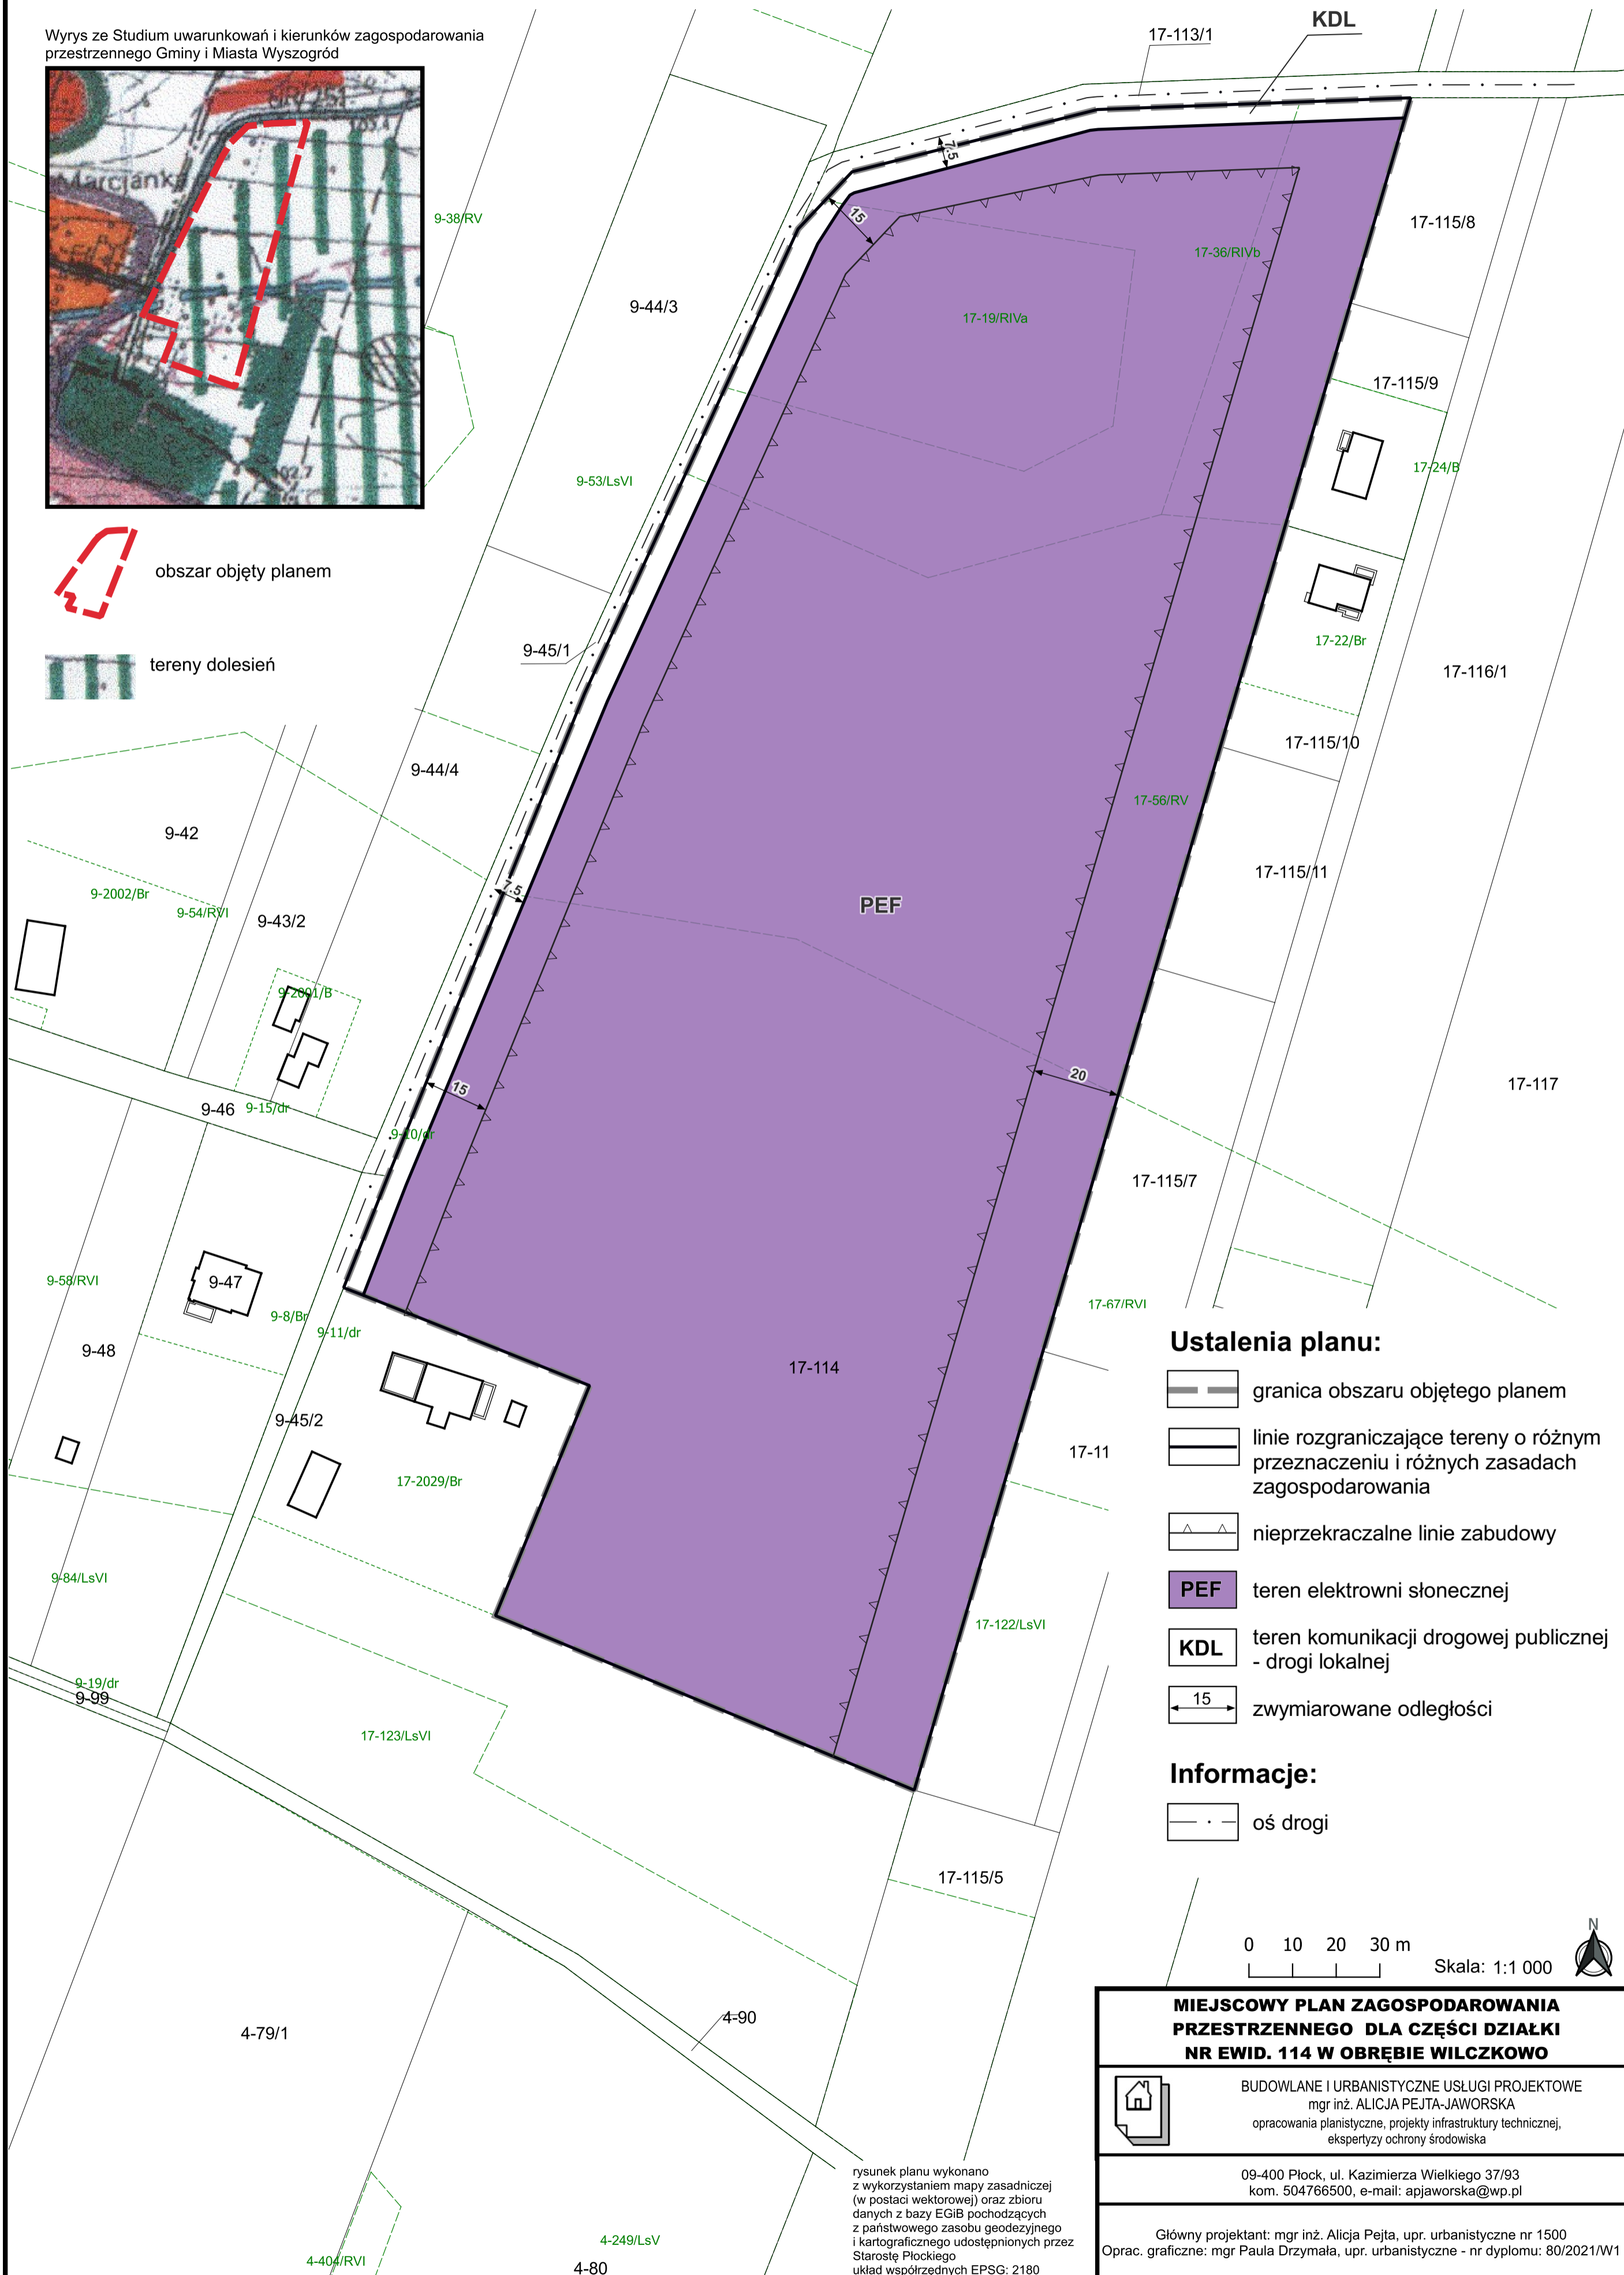 Wyrys ze Studium uwarunkowań i kierunków zagospodarowania
przestrzennego Gminy i Miasta Wyszogród
Marcjanka
obszar objęty planem
tereny dolesień
KDL
17-113/1
7.5
15
9-38/RV
17-115/8
17-36/RIVb
9-44/3
17-19/RIVa
17-115/9
17-24/B
9-53/LsVI
17-22/Br
9-45/1
17-116/1
17-115/10
9-44/4
17-56/RV
9-42
17-115/11
9-2002/Br
9-54/RVI
9-43/2
7.5
PEF
9-2001/B
20
15
17-117
9-46
9-15/dr
9-10/dr
17-115/7
9-58/RVI
9-47
9-8/Br
9-11/dr
17-67/RVI
9-48
17-114
9-45/2
17-11
17-2029/Br
9-84/LsVI
17-122/LsVI
9-19/dr
9-99
17-123/LsVI
17-115/5
4-90
4-79/1
4-249/LsV
4-404/RVI
4-80
Ustalenia planu:
granica obszaru objętego planem
linie rozgraniczające tereny o różnym
przeznaczeniu i różnych zasadach
zagospodarowania
nieprzekraczalne linie zabudowy
PEF teren elektrowni słonecznej
KDL teren komunikacji drogowej publicznej
- drogi lokalnej
15 zwymiarowane odległości
Informacje:
oś drogi
0 10 20 30 m
Skala: 1:1 000
N
MIEJSCOWY PLAN ZAGOSPODAROWANIA
PRZESTRZENNEGO DLA CZĘŚCI DZIAŁKI
NR EWID. 114 W OBRĘBIE WILCZKOWO
BUDOWLANE I URBANISTYCZNE USŁUGI PROJEKTOWE
mgr inż. ALICJA PEJTA-JAWORSKA
opracowania planistyczne, projekty infrastruktury technicznej,
ekspertyzy ochrony środowiska
09-400 Płock, ul. Kazimierza Wielkiego 37/93
kom. 504766500, e-mail: apjaworska@wp.pl
Główny projektant: mgr inż. Alicja Pejta, upr. urbanistyczne nr 1500
Oprac. graficzne: mgr Paula Drzymała, upr. urbanistyczne - nr dyplomu: 80/2021/W1
rysunek planu wykonano
z wykorzystaniem mapy zasadniczej
(w postaci wektorowej) oraz zbioru
danych z bazy EGiB pochodzących
z państwowego zasobu geodezyjnego
i kartograficznego udostępnionych przez
Starostę Płockiego
układ współrzędnych EPSG: 2180